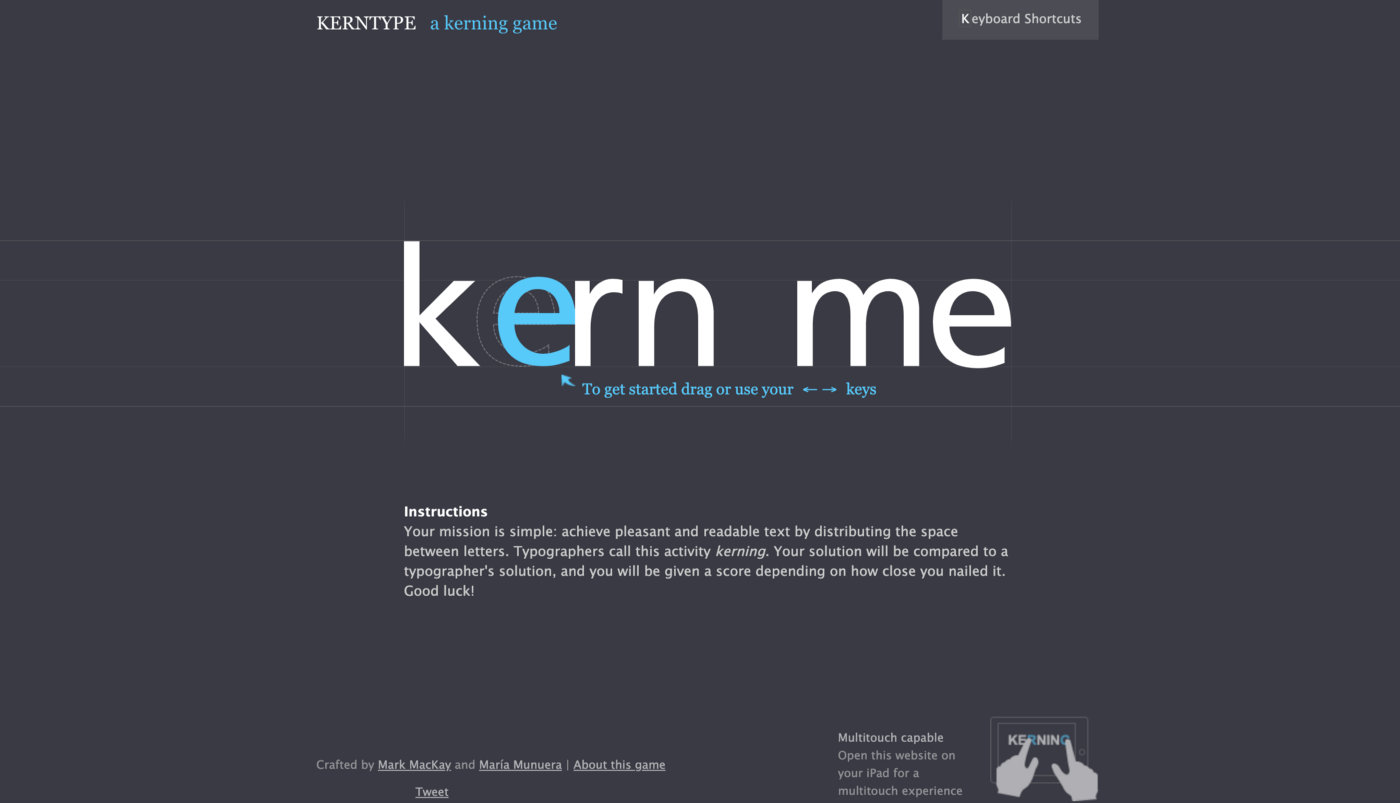 KERNTYPE a kerning game
Keyboard Shortcuts
kern me
To get started drag or use your ←→ keys
Instructions
Your mission is simple: achieve pleasant and readable text by distributing the space
between letters. Typographers call this activity kerning. Your solution will be compared to a
typographer's solution, and you will be given a score depending on how close you nailed it.
Good luck!
Crafted by Mark MacKay and María Munuera | About this game
Tweet
Multitouch capable
Open this website on
your iPad for a
multitouch experience
KERNING